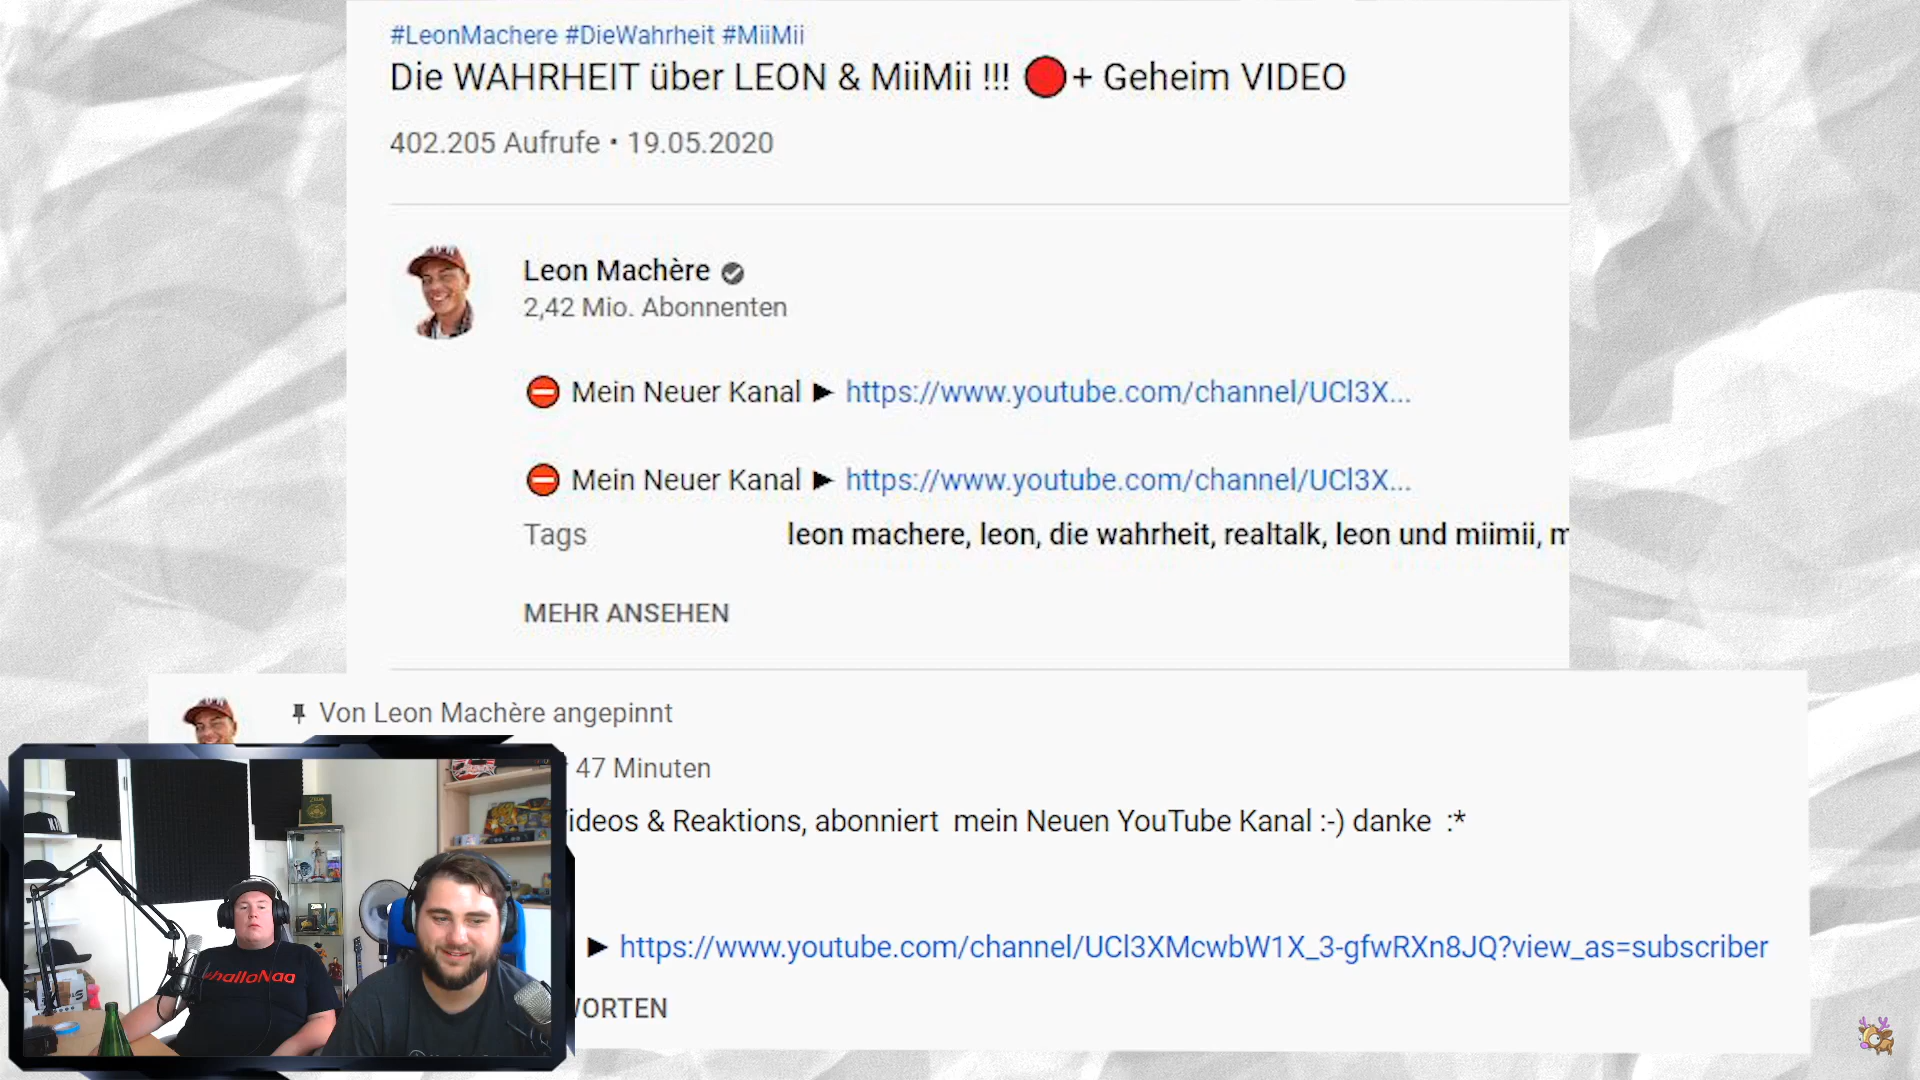 #LeonMachere #DieWahrheit #MiiMii
Die WAHRHEIT über LEON & MiiMii !!! 🔴+ Geheim VIDEO
402.205 Aufrufe • 19.05.2020
Leon Machère
2,42 Mio. Abonnenten
⛔ Mein Neuer Kanal ► https://www.youtube.com/channel/UCl3X...
⛔ Mein Neuer Kanal ► https://www.youtube.com/channel/UCl3X...
Tags leon machere, leon, die wahrheit, realtalk, leon und miimii, m
MEHR ANSEHEN
Von Leon Machère angepinnt
47 Minuten
ideos & Reaktions, abonniert mein Neuen YouTube Kanal :-) danke :*
► https://www.youtube.com/channel/UCl3XMcwbW1X_3-gfwRXn8JQ?view_as=subscriber
WORTEN
#halloNaa